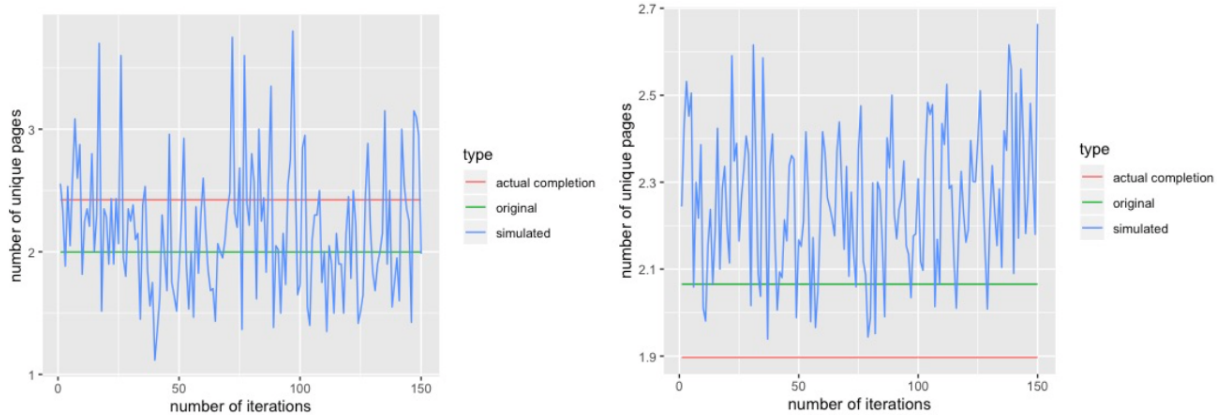 3
2
1
number of unique pages
0
50
100
150
number of iterations
type
actual completion
original
simulated
2.7
2.5
2.3
2.1
1.9
number of unique pages
0
50
100
150
number of iterations
type
actual completion
original
simulated